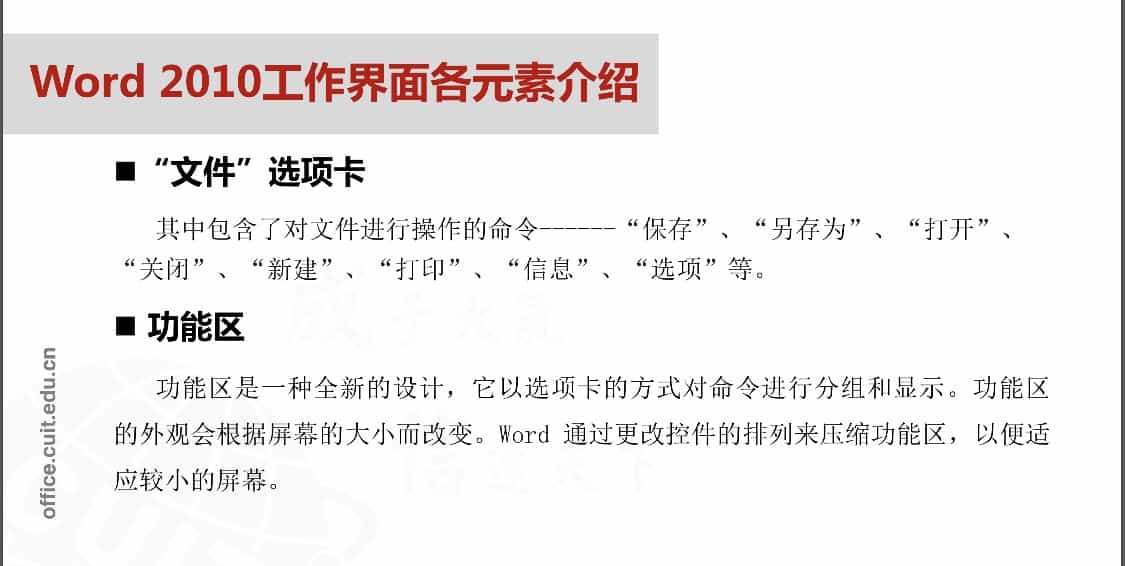 Word 2010工作界面各元素介绍
■ “文件”选项卡
其中包含了对文件进行操作的命令------“保存”、“另存为”、“打开”、
“关闭”、“新建”、“打印”、“信息”、“选项”等。
■ 功能区
功能区是一种全新的设计，它以选项卡的方式对命令进行分组和显示。功能区
的外观会根据屏幕的大小而改变。Word 通过更改控件的排列来压缩功能区，以便适
应较小的屏幕。
office.cuit.edu.cn